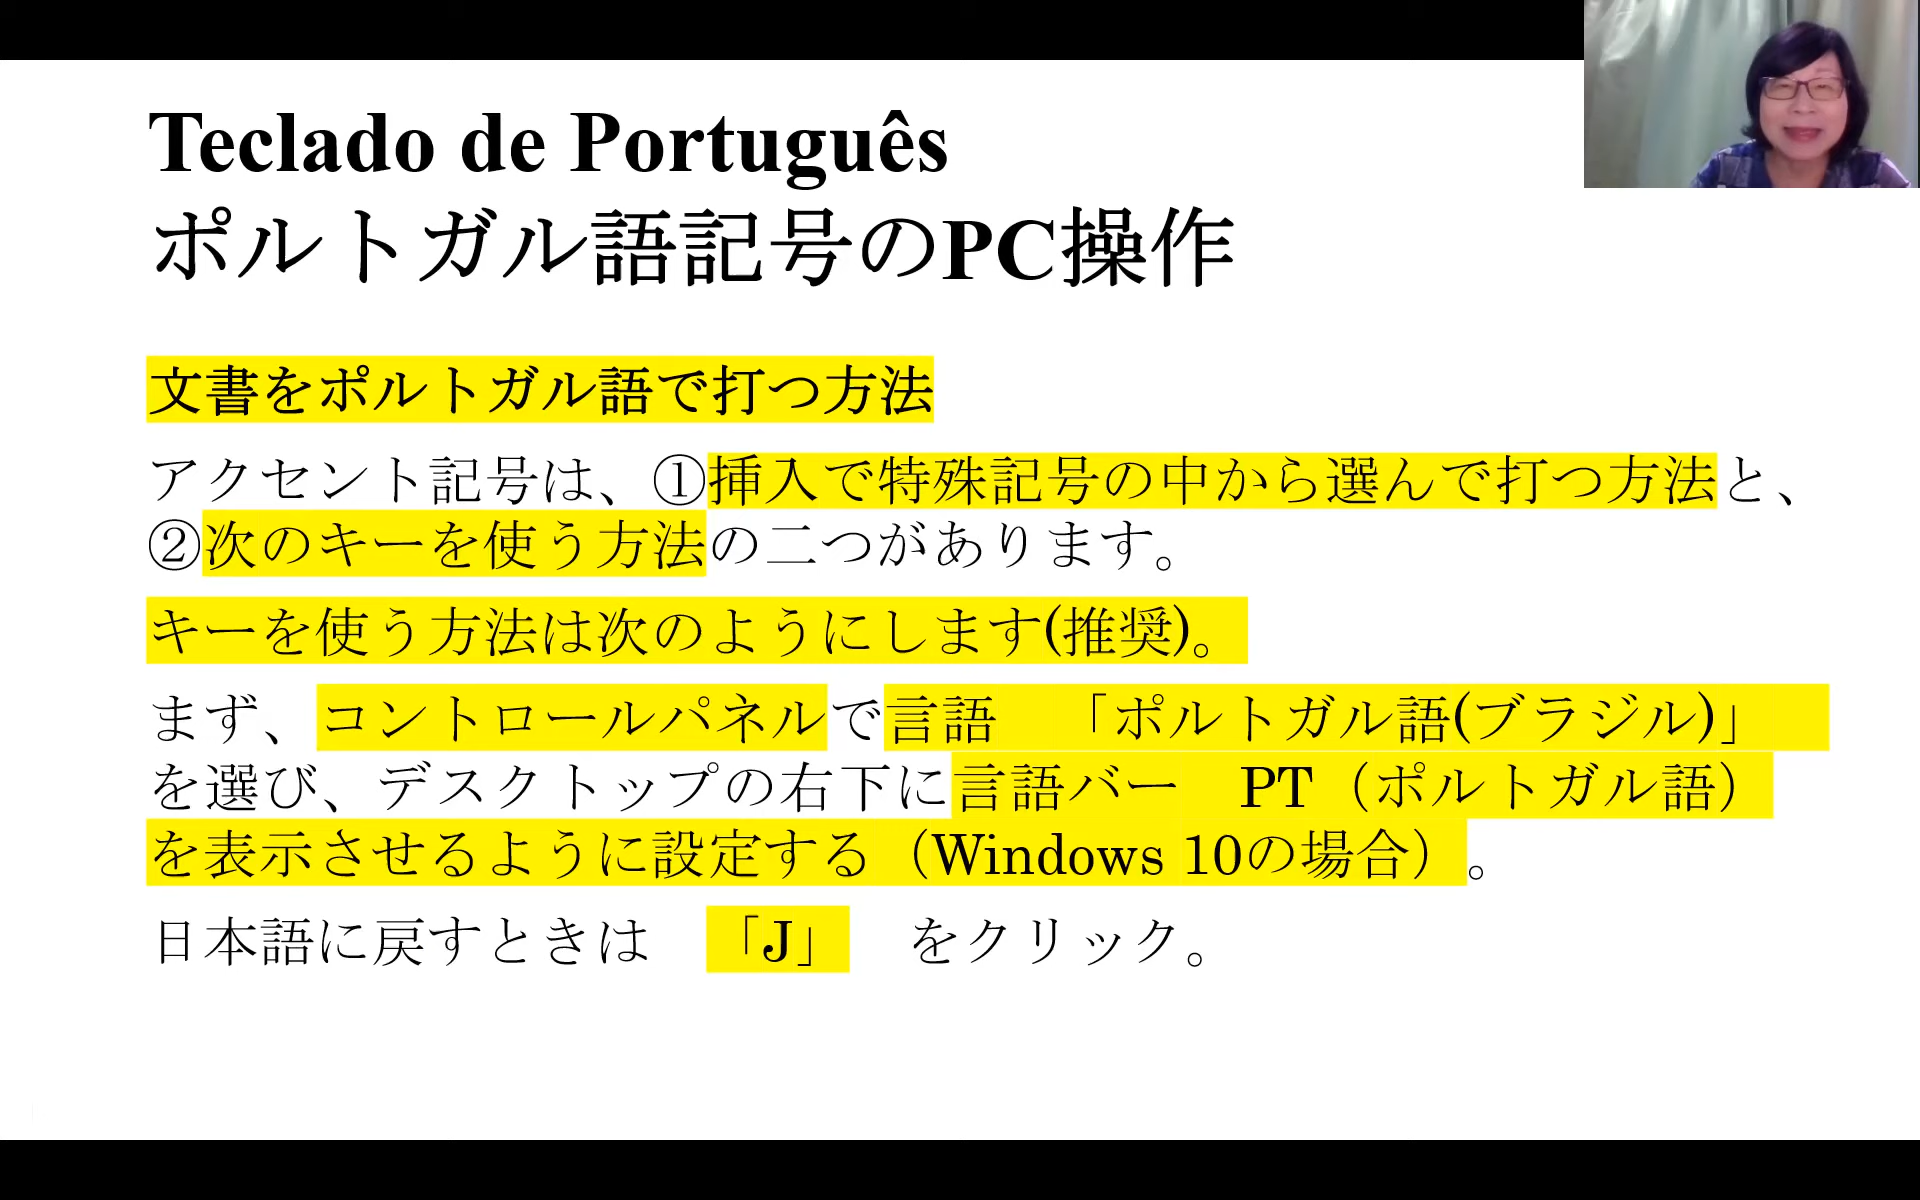 Teclado de Português
ポルトガル語記号のPC操作
文書をポルトガル語で打つ方法
アクセント記号は、①挿入で特殊記号の中から選んで打つ方法と、
②次のキーを使う方法の二つがあります。
キーを使う方法は次のようにします(推奨)。
まず、コントロールパネルで言語　「ポルトガル語(ブラジル)」
を選び、デスクトップの右下に言語バー　PT（ポルトガル語）
を表示させるように設定する（Windows 10の場合）。
日本語に戻すときは　「J」　をクリック。